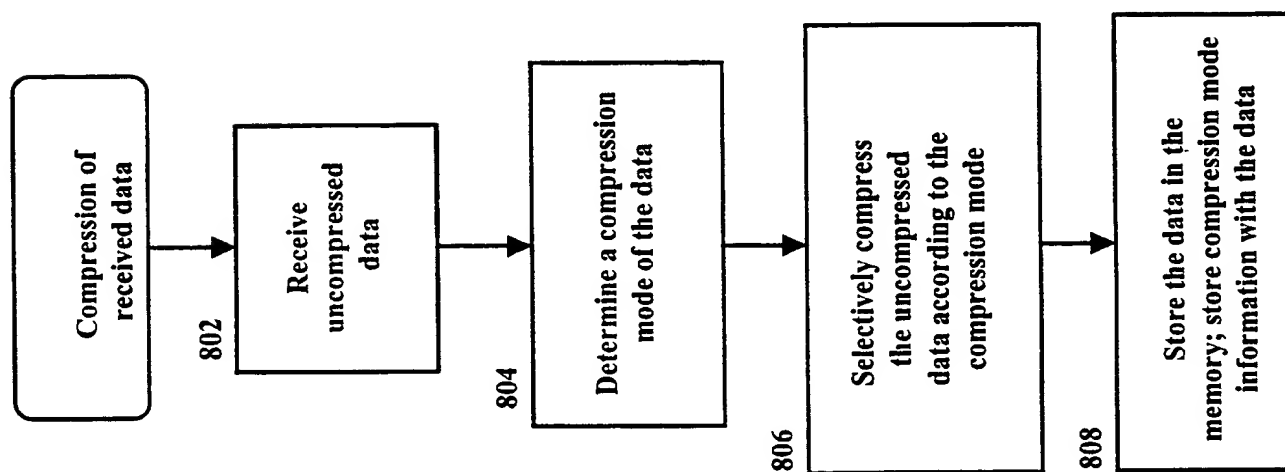 Compression of
received data
802
Receive
uncompressed
data
804
Determine a compression
mode of the data
806
Selectively compress
the uncompressed
data according to the
compression mode
808
Store the data in the
memory; store compression mode
information with the data